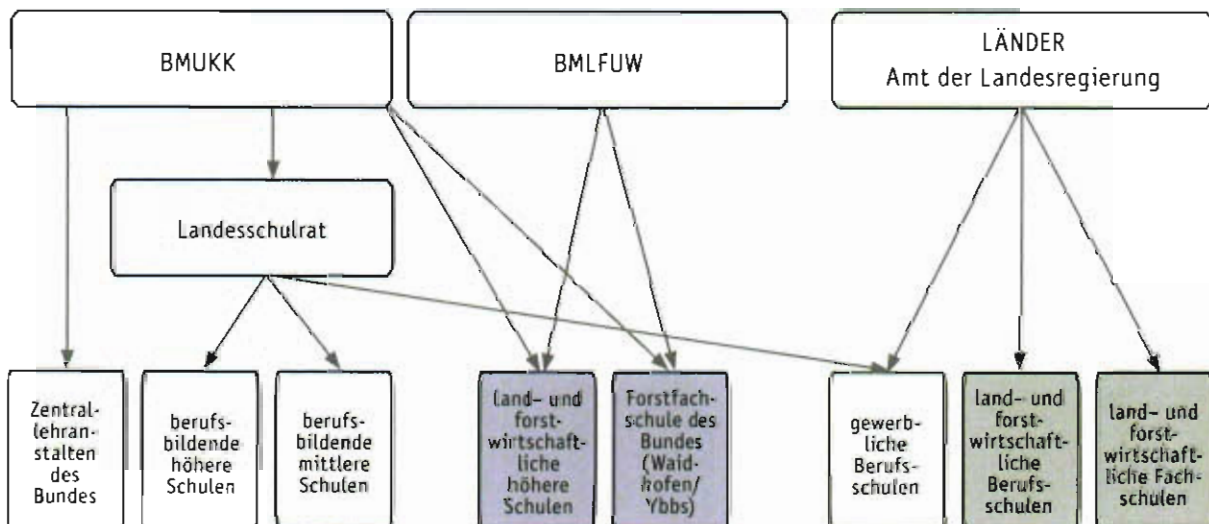 BMUKK
BMLFUW
LÄNDER
Amt der Landesregierung
Landesschulrat
Zentral-
lehran-
stalten
des
Bundes
berufs-
bildende
höhere
Schulen
berufs-
bildende
mittlere
Schulen
land- und
forst-
wirtschaft-
liche
höhere
Schulen
Forstfach-
schule des
Bundes
(Waid-
hofen/
Ybbs)
gewerb-
liche
Berufs-
schulen
land- und
forst-
wirtschaft-
liche
Berufs-
schulen
land- und
forst-
wirtschaft-
liche Fach-
schulen